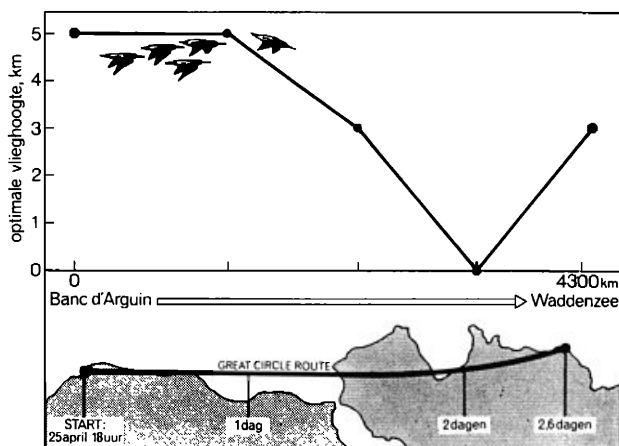 optimale vlieghoogte, km
5
4
3
2
1
0
0
4300km
Banc d'Arguin
Waddenzee
GREAT CIRCLE ROUTE
START:
25april 18uur
1dag
2dagen
2,6dagen